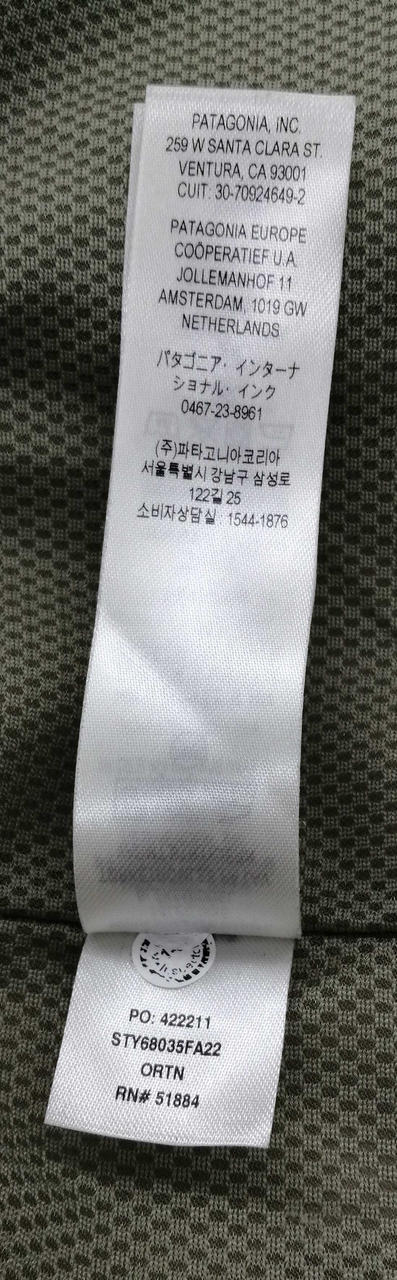 PATAGONIA, INC.
259 W SANTA CLARA ST.
VENTURA, CA 93001
CUIT: 30-70924649-2
PATAGONIA EUROPE
COÖPERATIEF U.A.
JOLLEMANHOF 11
AMSTERDAM, 1019 GW
NETHERLANDS
パタゴニア・インターナ
ショナル・インク
0467-23-8961
(주)파타고니아코리아
서울특별시 강남구 삼성로
122길 25
소비자상담실 : 1544-1876
PO: 422211
STY68035FA22
ORTN
RN# 51884